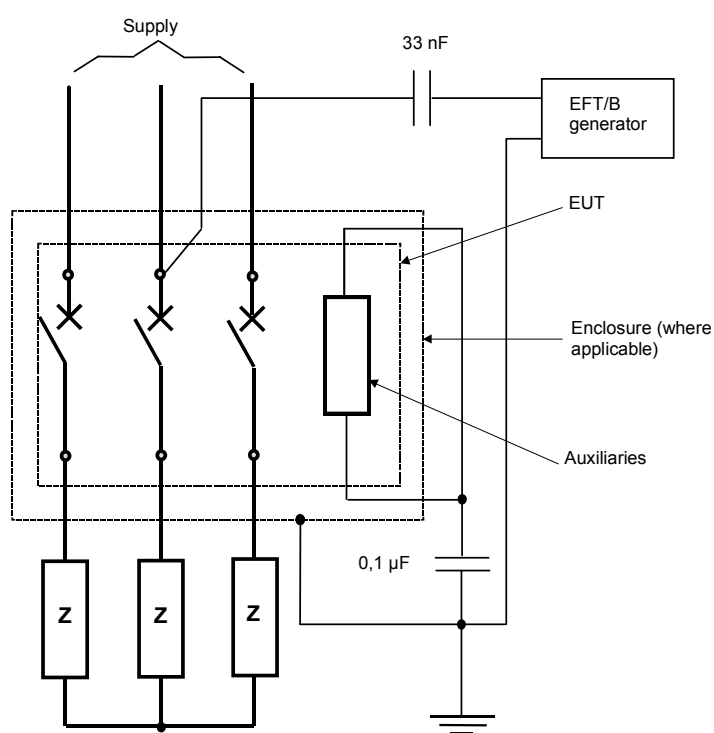 Supply
33 nF
EFT/B
generator
EUT
Enclosure (where
applicable)
Auxiliaries
0,1 µF
Z
Z
Z